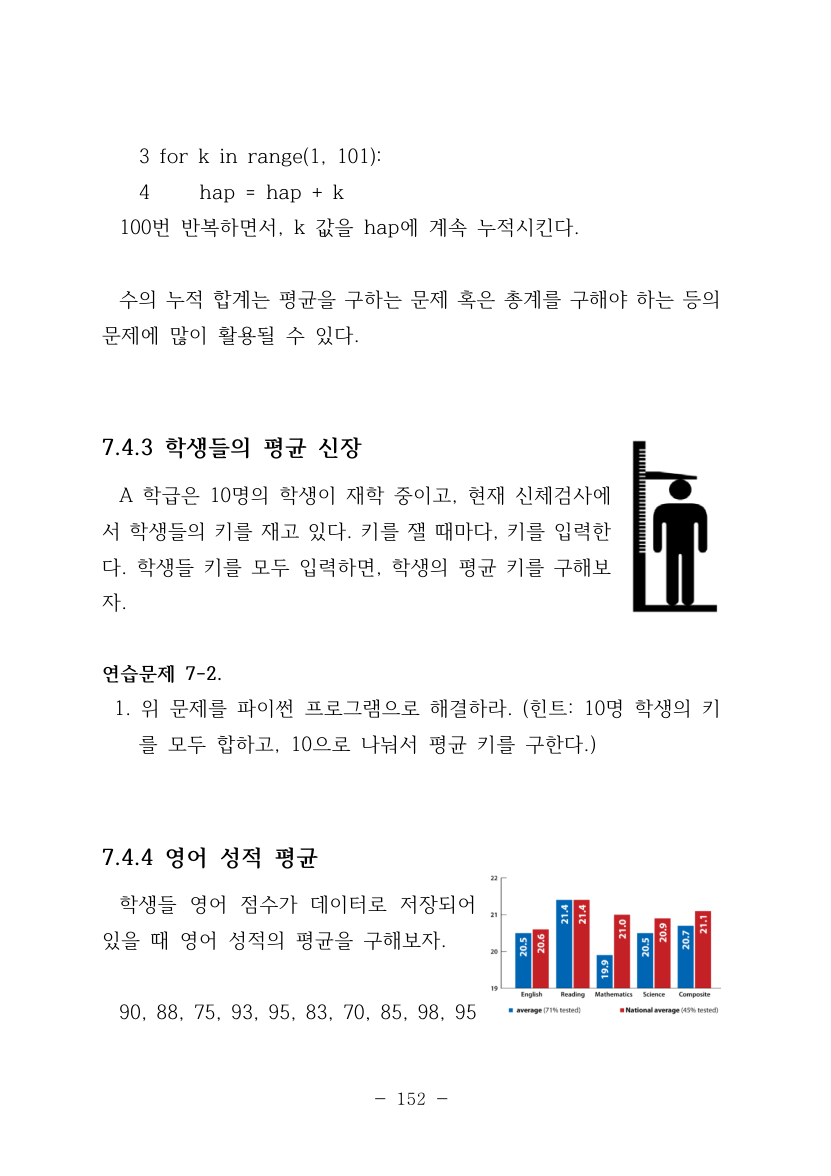 3 for k in range(1, 101):
4 hap = hap + k
100번 반복하면서, k 값을 hap에 계속 누적시킨다.
수의 누적 합계는 평균을 구하는 문제 혹은 총계를 구해야 하는 등의
문제에 많이 활용될 수 있다.
7.4.3 학생들의 평균 신장
A 학급은 10명의 학생이 재학 중이고, 현재 신체검사에
서 학생들의 키를 재고 있다. 키를 잴 때마다, 키를 입력한
다. 학생들 키를 모두 입력하면, 학생의 평균 키를 구해보
자.
연습문제 7-2.
1. 위 문제를 파이썬 프로그램으로 해결하라. (힌트: 10명 학생의 키
를 모두 합하고, 10으로 나눠서 평균 키를 구한다.)
7.4.4 영어 성적 평균
학생들 영어 점수가 데이터로 저장되어
있을 때 영어 성적의 평균을 구해보자.
90, 88, 75, 93, 95, 83, 70, 85, 98, 95
22
21
20
19
20.5 20.6 21.4 21.4 19.9 21.0 20.5 20.9 20.7 21.1
English Reading Mathematics Science Composite
average (71% tested) National average (45% tested)
- 152 -